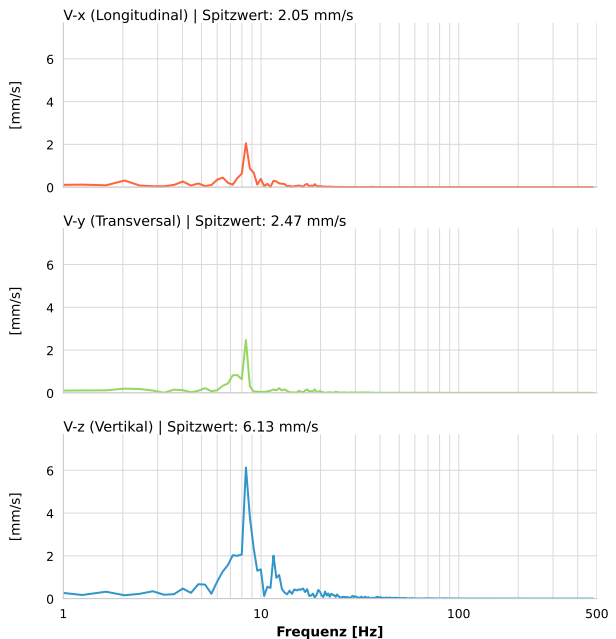 V-x (Longitudinal) | Spitzwert: 2.05 mm/s
6
4
2
0
[mm/s]
V-y (Transversal) | Spitzwert: 2.47 mm/s
6
4
2
0
[mm/s]
V-z (Vertikal) | Spitzwert: 6.13 mm/s
6
4
2
0
[mm/s]
1 10 100 500
Frequenz [Hz]